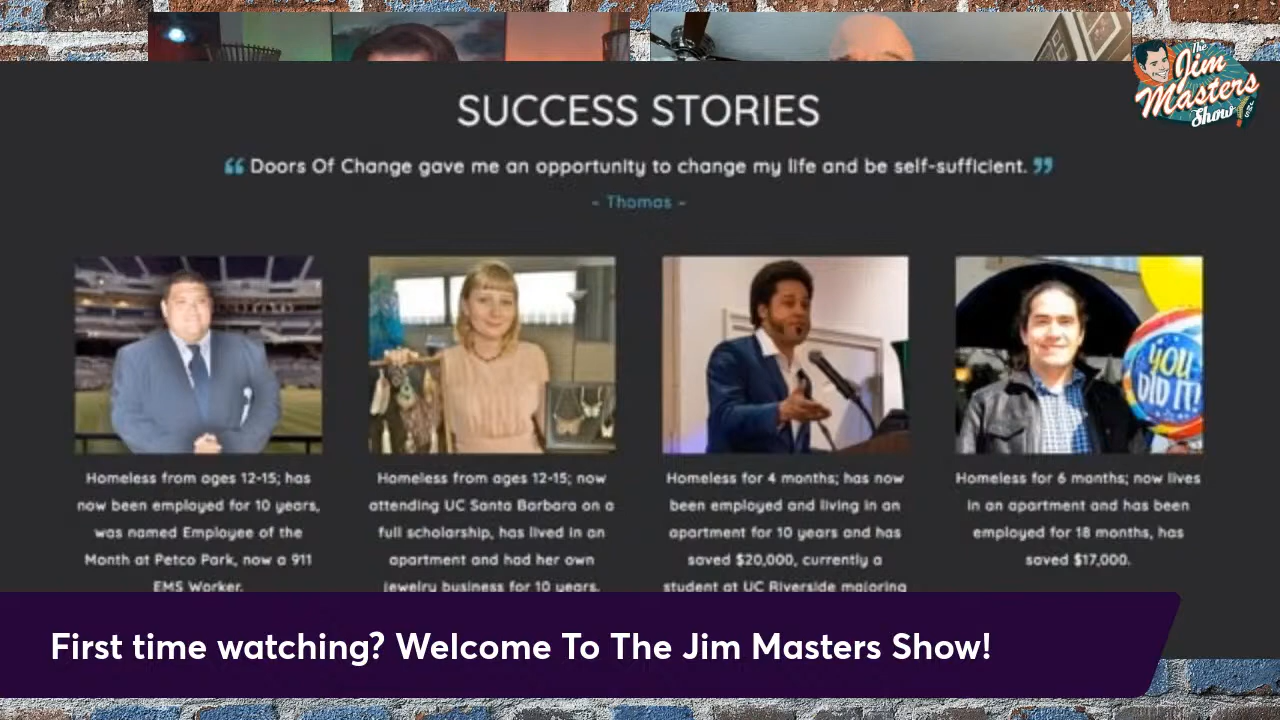 The
Jim
Masters
Show
SUCCESS STORIES
“ Doors Of Change gave me an opportunity to change my life and be self-sufficient. ”
- Thomas -
YOU
DID IT!
Homeless from ages 12-15; has
now been employed for 10 years,
was named Employee of the
Month at Petco Park, now a 911
EMS Worker.
Homeless from ages 12-15; now
attending UC Santa Barbara on a
full scholarship, has lived in an
apartment and had her own
jewelry business for 10 years.
Homeless for 4 months; has now
been employed and living in an
apartment for 10 years and has
saved $20,000, currently a
student at UC Riverside majoring
Homeless for 6 months; now lives
in an apartment and has been
employed for 18 months, has
saved $17,000.
First time watching? Welcome To The Jim Masters Show!